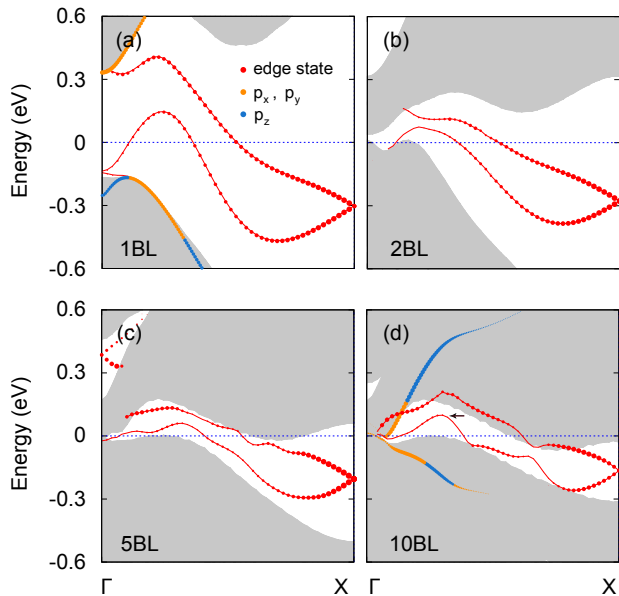 0.6
0.3
0
-0.3
-0.6
Energy (eV)
(a)
edge state
px , py
pz
1BL
(b)
2BL
0.6
0.3
0
-0.3
-0.6
Energy (eV)
(c)
5BL
(d)
10BL
Γ X Γ X